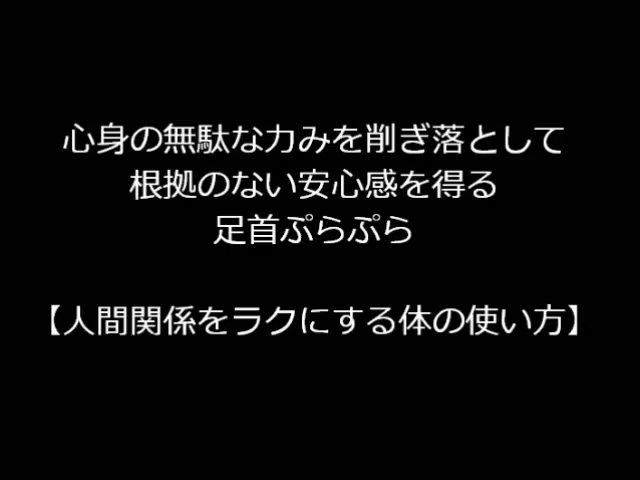 心身の無駄な力みを削ぎ落として
根拠のない安心感を得る
足首ぷらぷら
【人間関係をラクにする体の使い方】